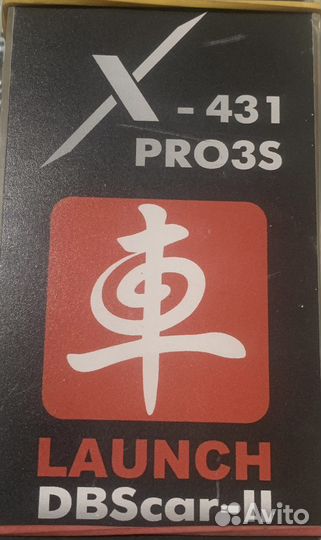 X - 431
PRO3S
車
LAUNCH
DBScar-II
Avito